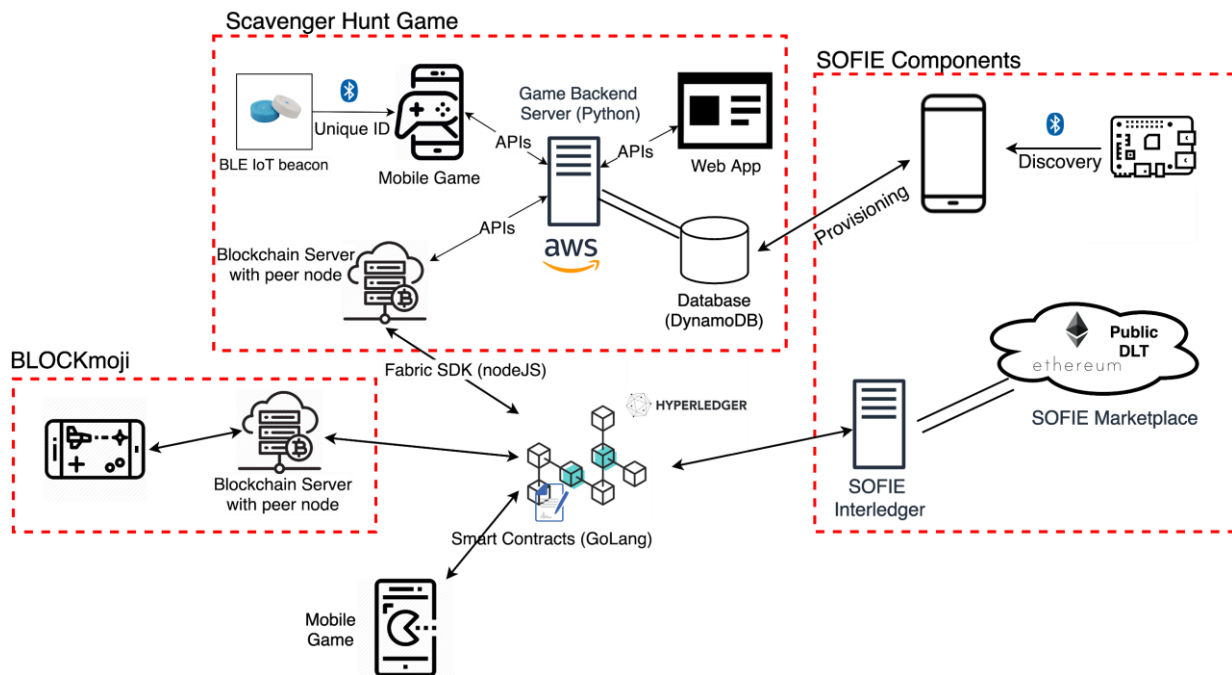 Scavenger Hunt Game
SOFIE Components
Unique ID
BLE IoT beacon
Mobile Game
APIs
Game Backend
Server (Python)
APIs
Web App
APIs
aws
Blockchain Server
with peer node
Database
(DynamoDB)
Provisioning
Discovery
Fabric SDK (nodeJS)
BLOCKmoji
Blockchain Server
with peer node
HYPERLEDGER
Smart Contracts (GoLang)
Mobile
Game
ethereum
Public
DLT
SOFIE Marketplace
SOFIE
Interledger